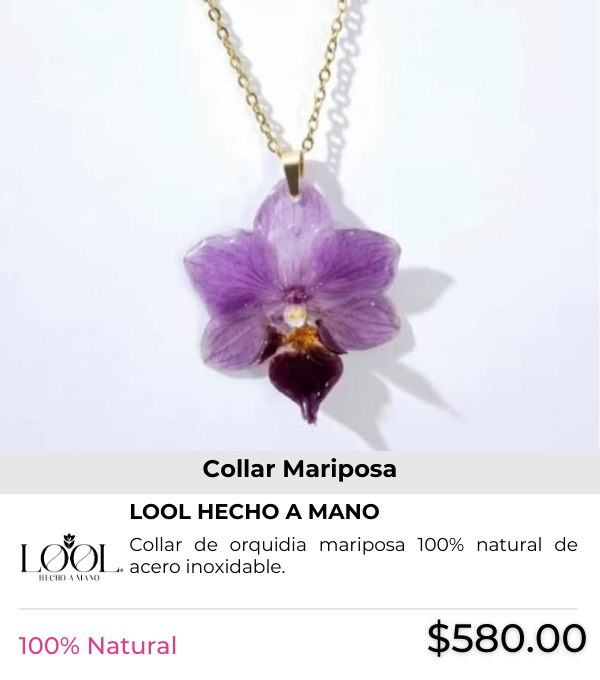 Collar Mariposa
LOOL HECHO A MANO
Collar de orquidia mariposa 100% natural de
acero inoxidable.
LOOL
HECHO A MANO
100% Natural
$580.00